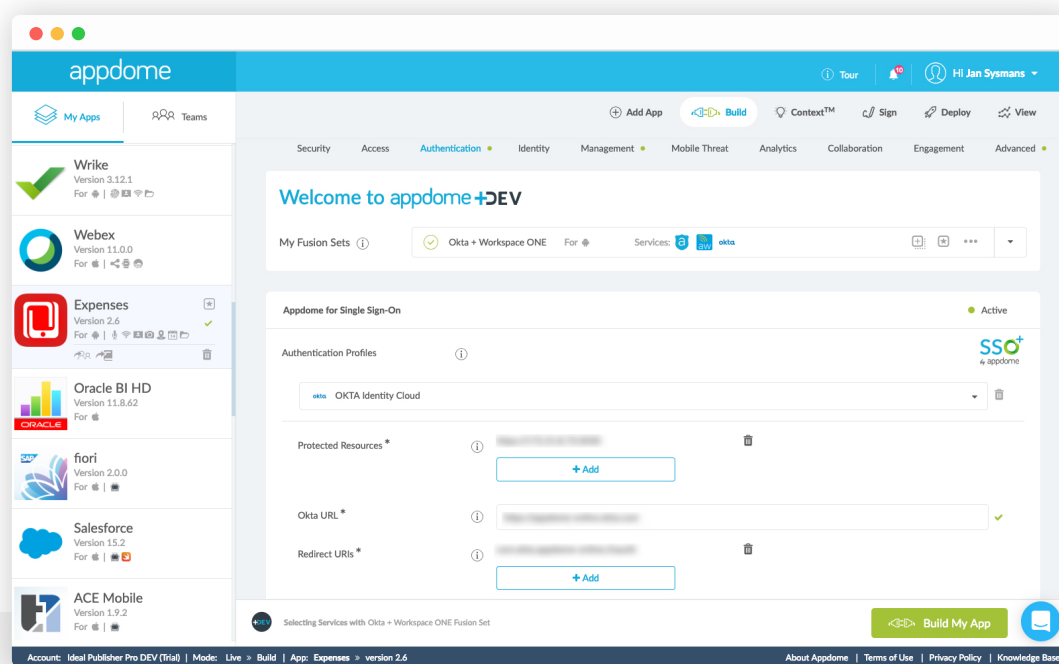 appdome
Tour
10
Hi Jan Sysmans
My Apps
Teams
Add App
Build
Context™
Sign
Deploy
View
Security
Access
Authentication
Identity
Management
Mobile Threat
Analytics
Collaboration
Engagement
Advanced
Wrike
Version 3.12.1
For
Webex
Version 11.0.0
For
Expenses
Version 2.6
For
Oracle BI HD
Version 11.8.62
For
ORACLE
fiori
SAP
Version 2.0.0
For
Salesforce
Version 15.2
For
ACE Mobile
Version 1.9.2
For
Welcome to appdome +DEV
My Fusion Sets
Okta + Workspace ONE For
Services: a aw okta
Appdome for Single Sign-On
Active
Authentication Profiles
SSO+
by appdome
okta OKTA Identity Cloud
Protected Resources *
+ Add
Okta URL *
Redirect URIs *
+ Add
+DEV
Selecting Services with Okta + Workspace ONE Fusion Set
Build My App
Account: Ideal Publisher Pro DEV (Trial) | Mode: Live » Build | App: Expenses » version 2.6
About Appdome | Terms of Use | Privacy Policy | Knowledge Base